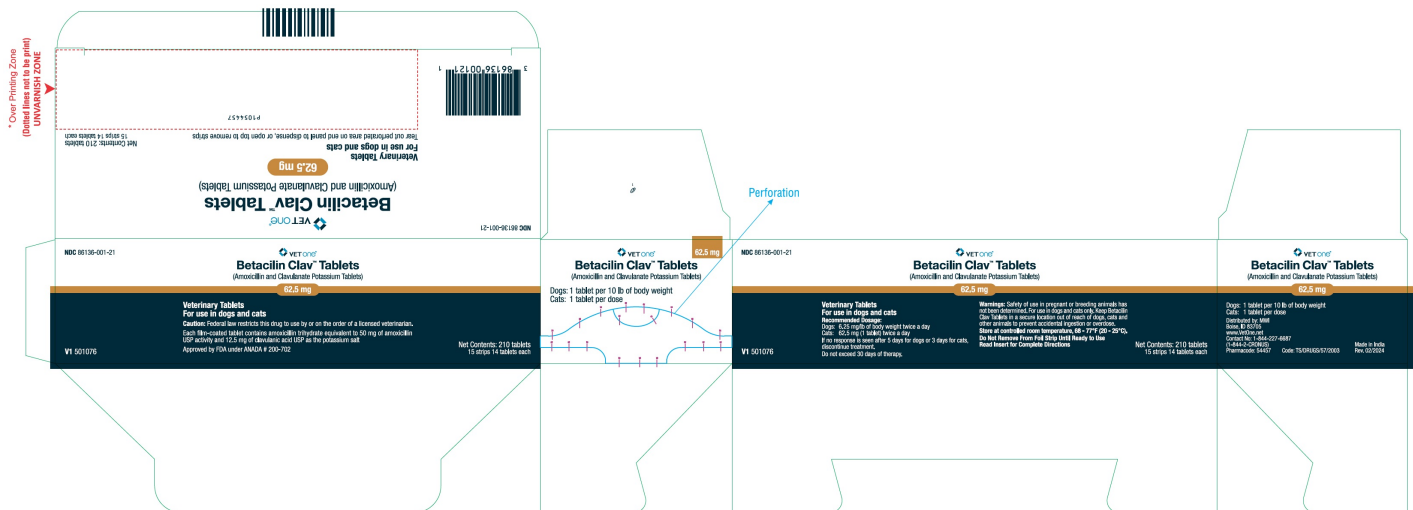 * Over Printing Zone
(Dotted lines not to be print)
UNVARNISH ZONE
3 86136 00121 1
P1054457
Tear out perforated area on end panel to dispense, or open top to remove strips
Net Contents: 210 tablets
15 strips 14 tablets each
For use in dogs and cats
Veterinary Tablets
62.5 mg
(Amoxicillin and Clavulanate Potassium Tablets)
Betacilin Clav™ Tablets
VETONE®
NDC 86136-001-21
NDC 86136-001-21
VETONE®
Betacilin Clav™ Tablets
(Amoxicillin and Clavulanate Potassium Tablets)
62.5 mg
Veterinary Tablets
For use in dogs and cats
Caution: Federal law restricts this drug to use by or on the order of a licensed veterinarian.
Each film-coated tablet contains amoxicillin trihydrate equivalent to 50 mg of amoxicillin
USP activity and 12.5 mg of clavulanic acid USP as the potassium salt
Approved by FDA under ANADA # 200-702
V1 501076
Net Contents: 210 tablets
15 strips 14 tablets each
Perforation
62.5 mg
VETONE®
Betacilin Clav™ Tablets
(Amoxicillin and Clavulanate Potassium Tablets)
Dogs: 1 tablet per 10 lb of body weight
Cats: 1 tablet per dose
NDC 86136-001-21
VETONE®
Betacilin Clav™ Tablets
(Amoxicillin and Clavulanate Potassium Tablets)
62.5 mg
Veterinary Tablets
For use in dogs and cats
Recommended Dosage:
Dogs: 6.25 mg/lb of body weight twice a day
Cats: 62.5 mg (1 tablet) twice a day
If no response is seen after 5 days for dogs or 3 days for cats,
discontinue treatment.
Do not exceed 30 days of therapy.
Warnings: Safety of use in pregnant or breeding animals has
not been determined. For use in dogs and cats only. Keep Betacilin
Clav Tablets in a secure location out of reach of dogs, cats and
other animals to prevent accidental ingestion or overdose.
Store at controlled room temperature, 68 - 77°F (20 - 25°C).
Do Not Remove From Foil Strip Until Ready to Use
Read Insert for Complete Directions
V1 501076
Net Contents: 210 tablets
15 strips 14 tablets each
VETONE®
Betacilin Clav™ Tablets
(Amoxicillin and Clavulanate Potassium Tablets)
62.5 mg
Dogs: 1 tablet per 10 lb of body weight
Cats: 1 tablet per dose
Distributed by: MWI
Boise, ID 83705
www.VetOne.net
Contact No: 1-844-227-6687
(1-844-2-CRONUS)
Pharmacode: 54457
Code: TS/DRUGS/57/2003
Made in India
Rev. 02/2024